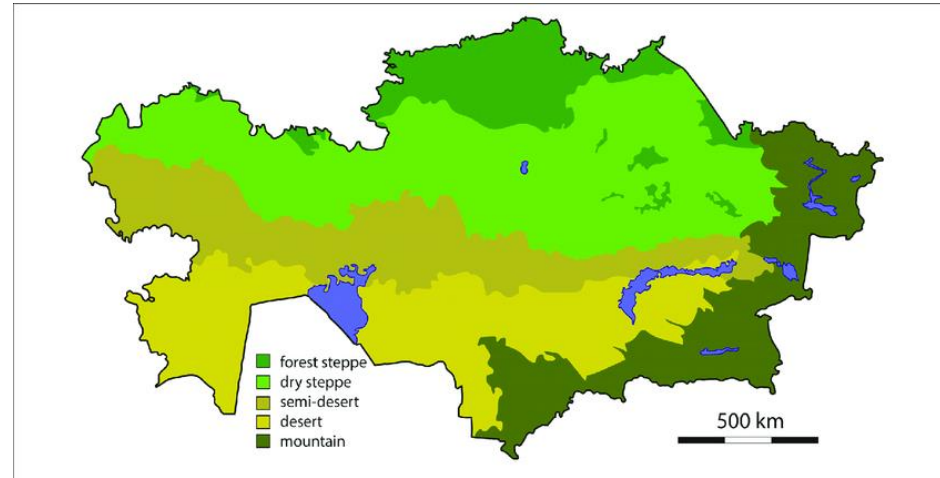 forest steppe
dry steppe
semi-desert
desert
mountain
500 km